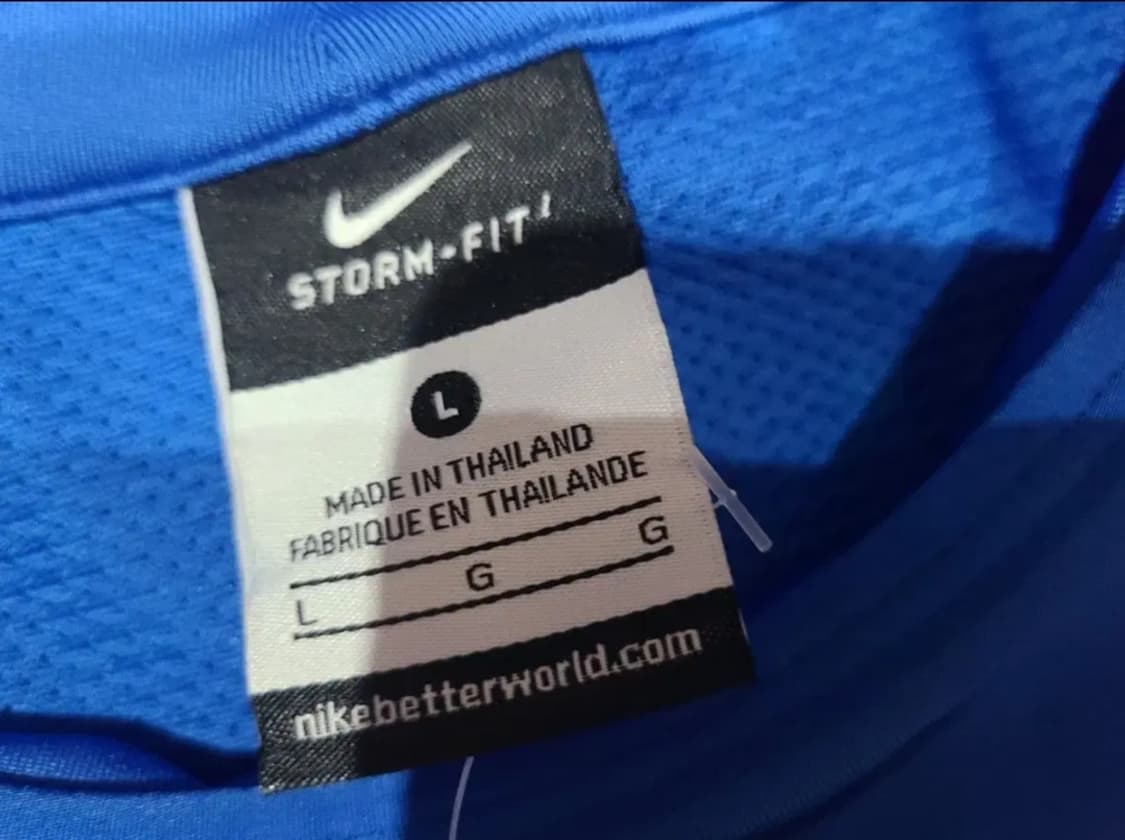 STORM-FIT
L
MADE IN THAILAND
FABRIQUE EN THAILANDE
L G G
nikebetterworld.com